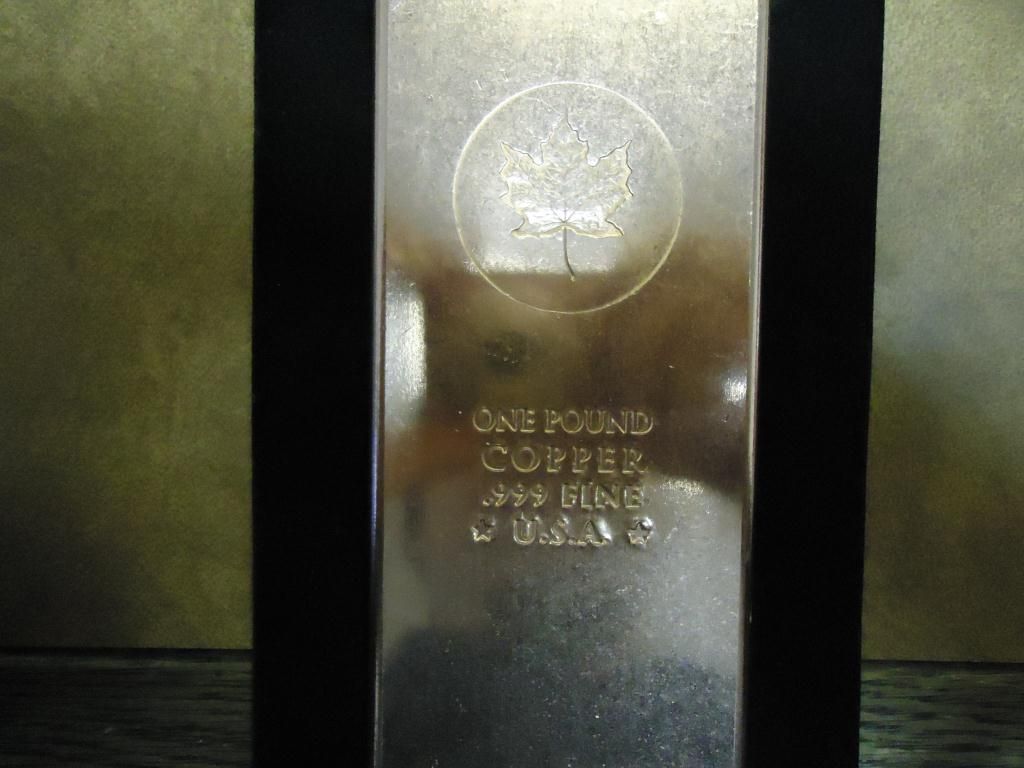 ONE POUND
COPPER
.999 FINE
U.S.A.